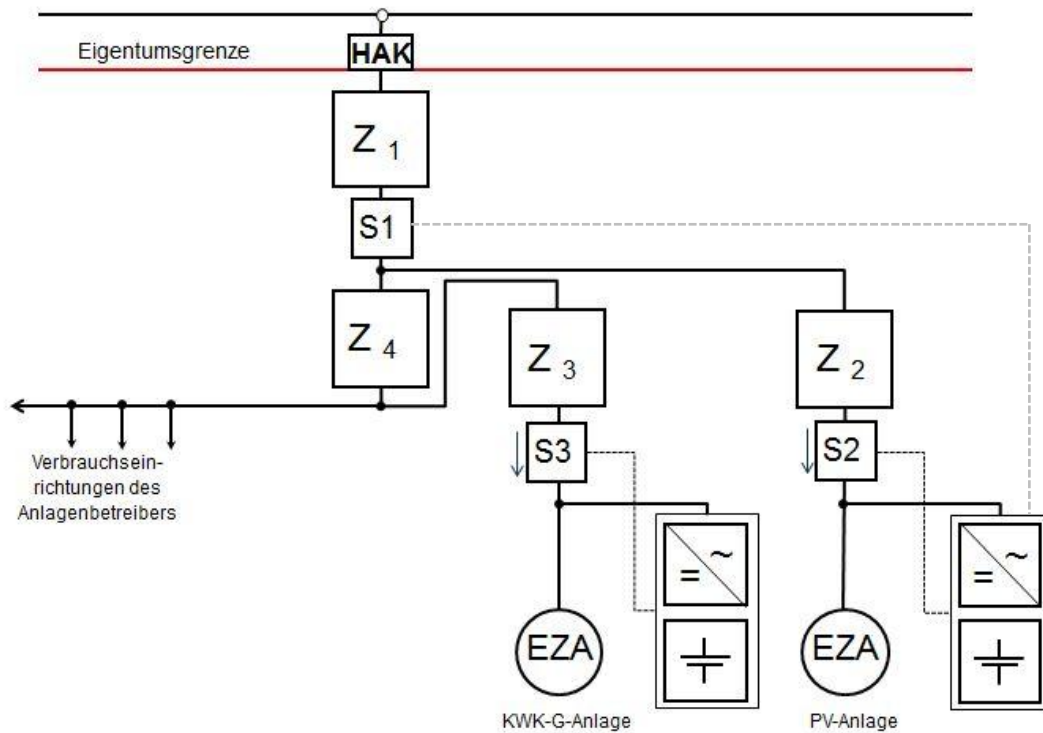 Eigentumsgrenze
HAK
Z 1
S1
Z 4
Z 3
Z 2
S3
S2
Verbrauchsein-
richtungen des
Anlagenbetreibers
= ~
= ~
EZA
EZA
KWK-G-Anlage
PV-Anlage